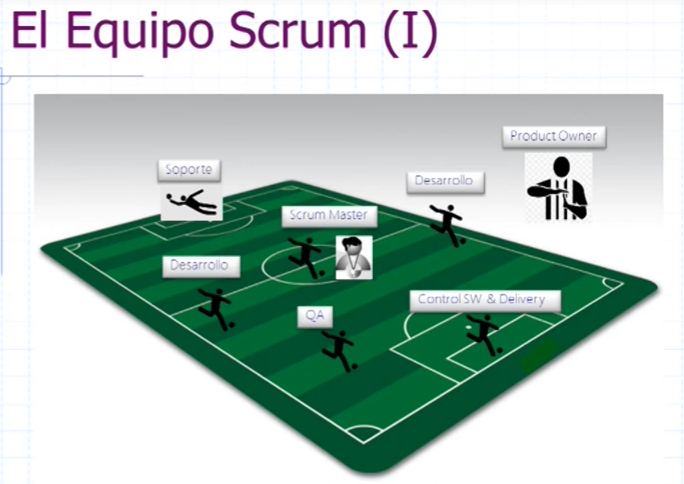 El Equipo Scrum (I)
Product Owner
Soporte
Desarrollo
Scrum Master
Desarrollo
Control SW & Delivery
QA